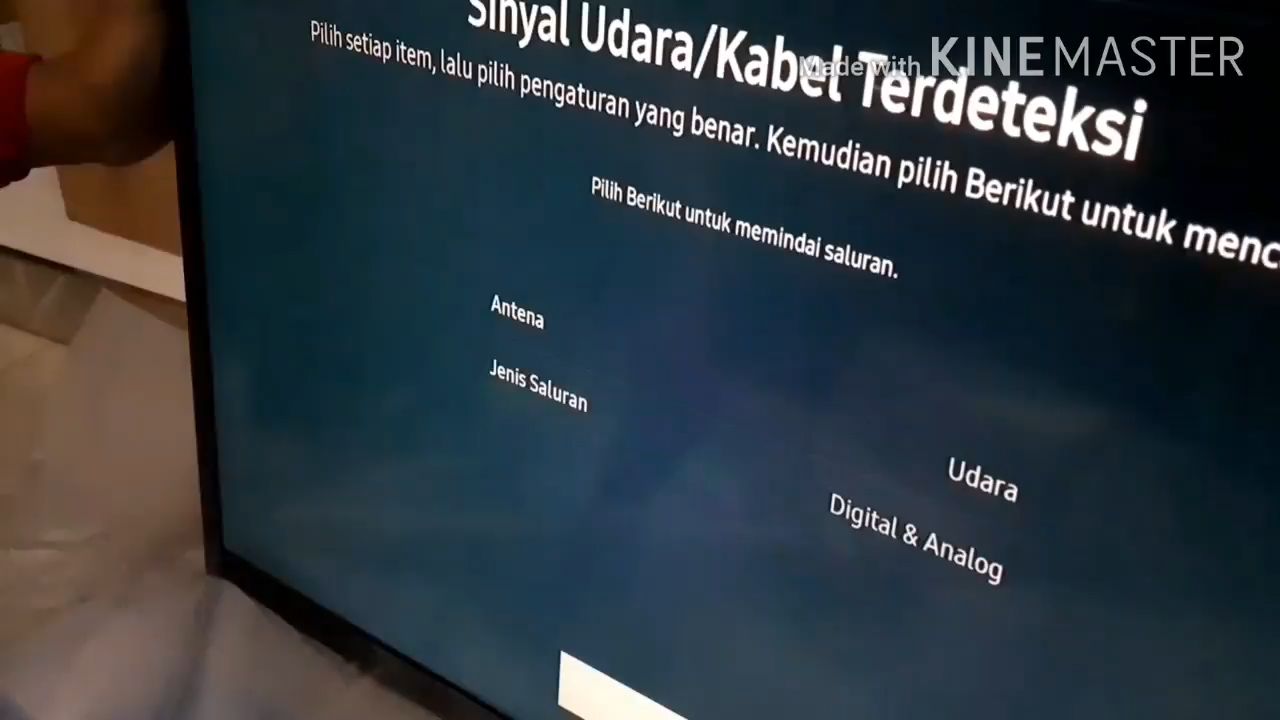 Sinyal Udara/Kabel Terdeteksi
Made with KINEMASTER
Pilih setiap item, lalu pilih pengaturan yang benar. Kemudian pilih Berikut untuk
Pilih Berikut untuk memindai saluran.
Antena
Udara
Jenis Saluran
Digital & Analog